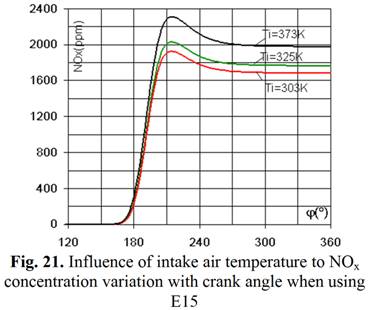 2400
2000
1600
1200
800
400
0
NOx(ppm)
Ti=373K
Ti=325K
Ti=303K
φ(º)
120 180 240 300 360
Fig. 21. Influence of intake air temperature to NOx
concentration variation with crank angle when using
E15